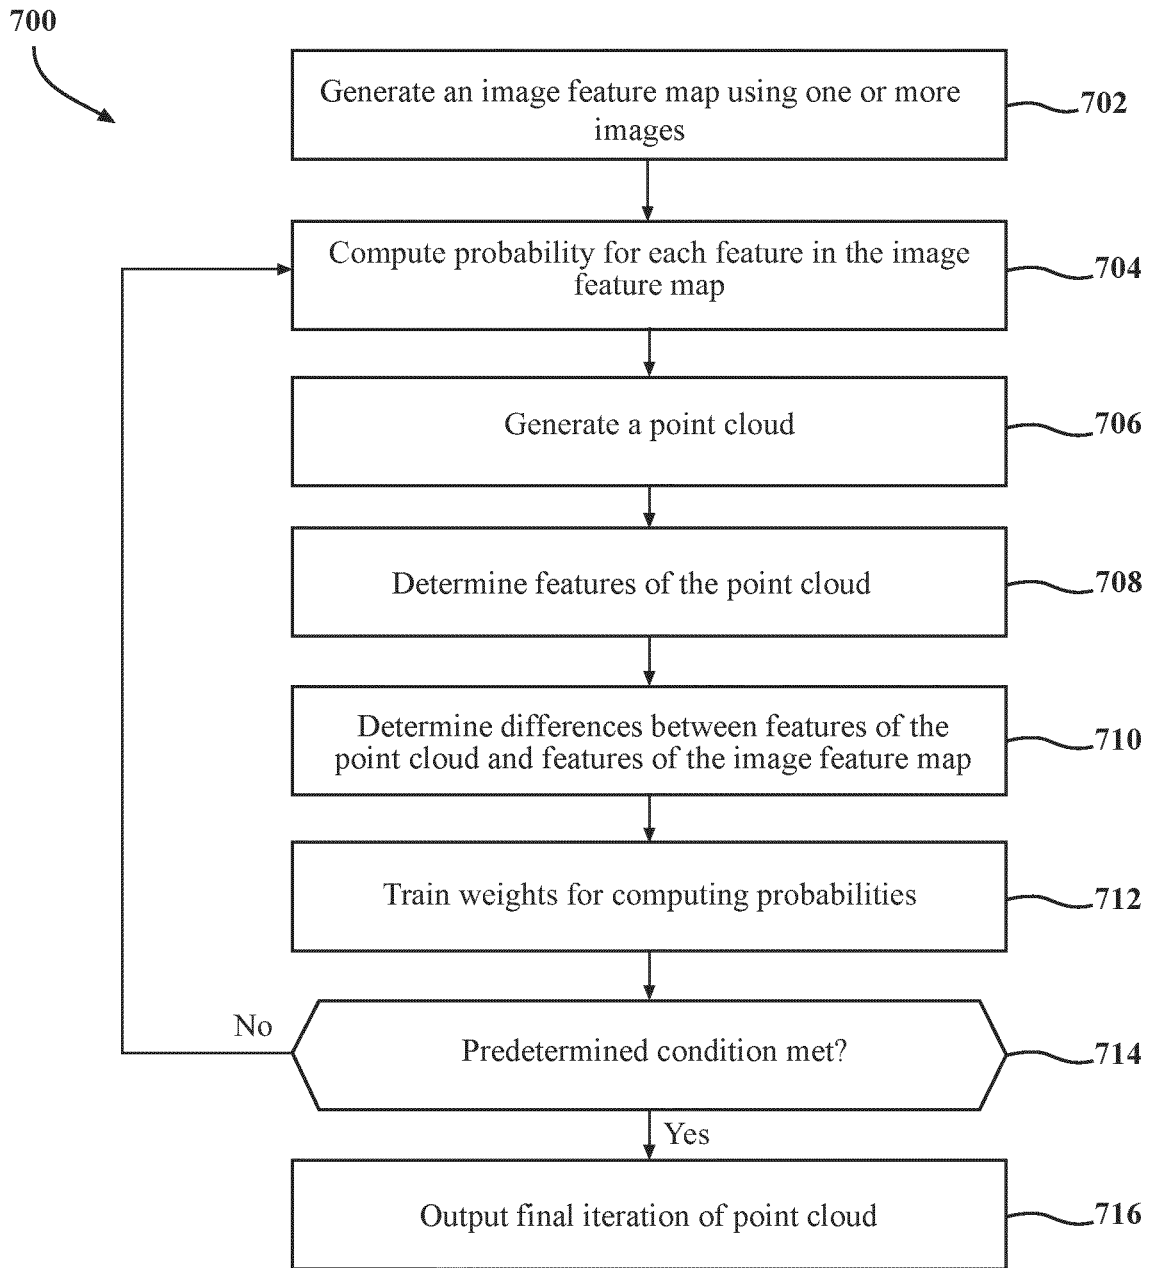 700
Generate an image feature map using one or more
images
702
Compute probability for each feature in the image
feature map
704
Generate a point cloud
706
Determine features of the point cloud
708
Determine differences between features of the
point cloud and features of the image feature map
710
Train weights for computing probabilities
712
No
Predetermined condition met?
714
Yes
Output final iteration of point cloud
716